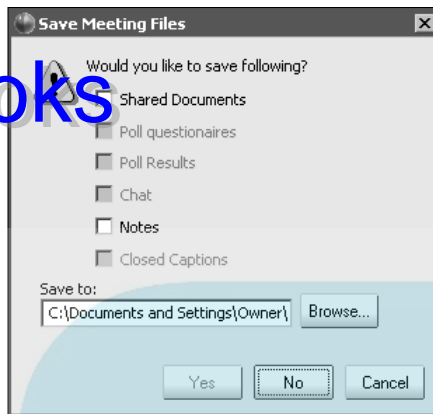 Save Meeting Files
Would you like to save following?
oks
Shared Documents
Poll questionaires
Poll Results
Chat
Notes
Closed Captions
Save to:
C:\Documents and Settings\Owner\
Browse...
Yes No Cancel